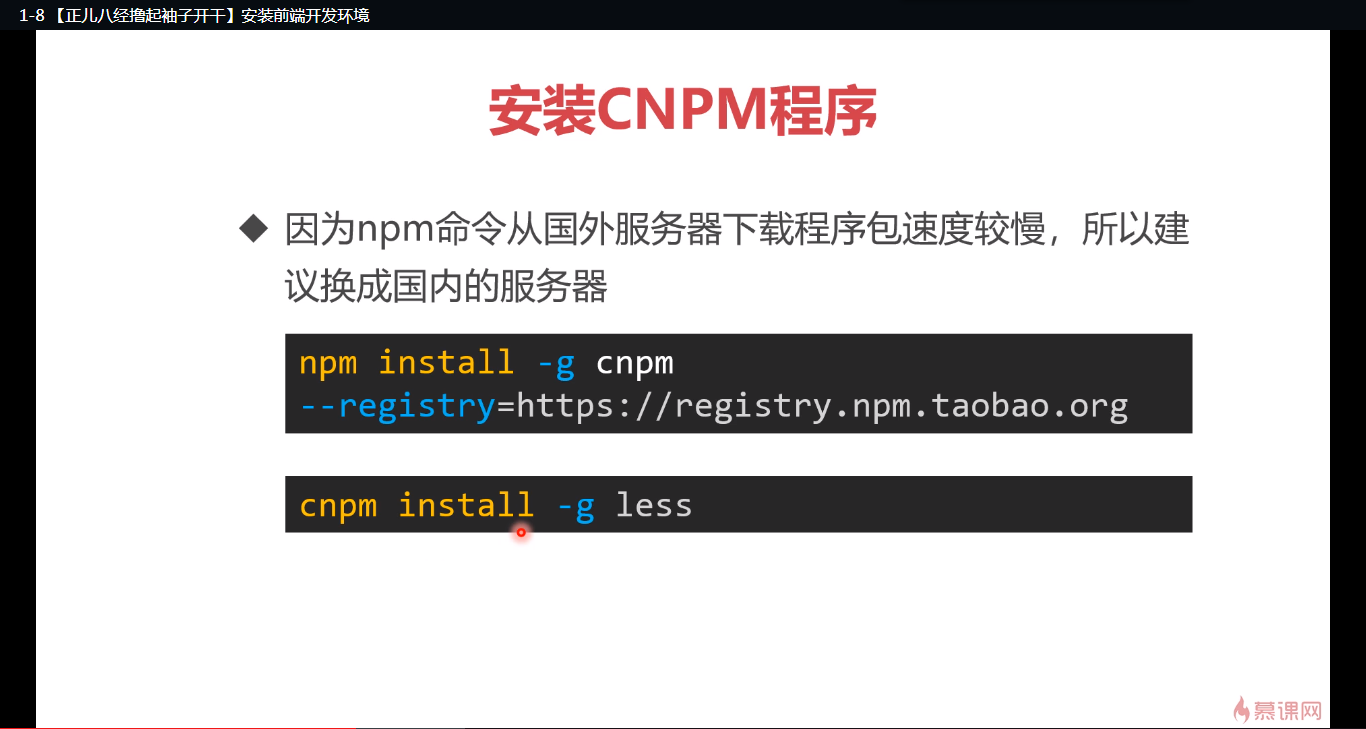 1-8 【正儿八经撸起袖子开干】安装前端开发环境
安装CNPM程序
因为npm命令从国外服务器下载程序包速度较慢，所以建
议换成国内的服务器
npm install -g cnpm
--registry=https://registry.npm.taobao.org
cnpm install -g less
慕课网